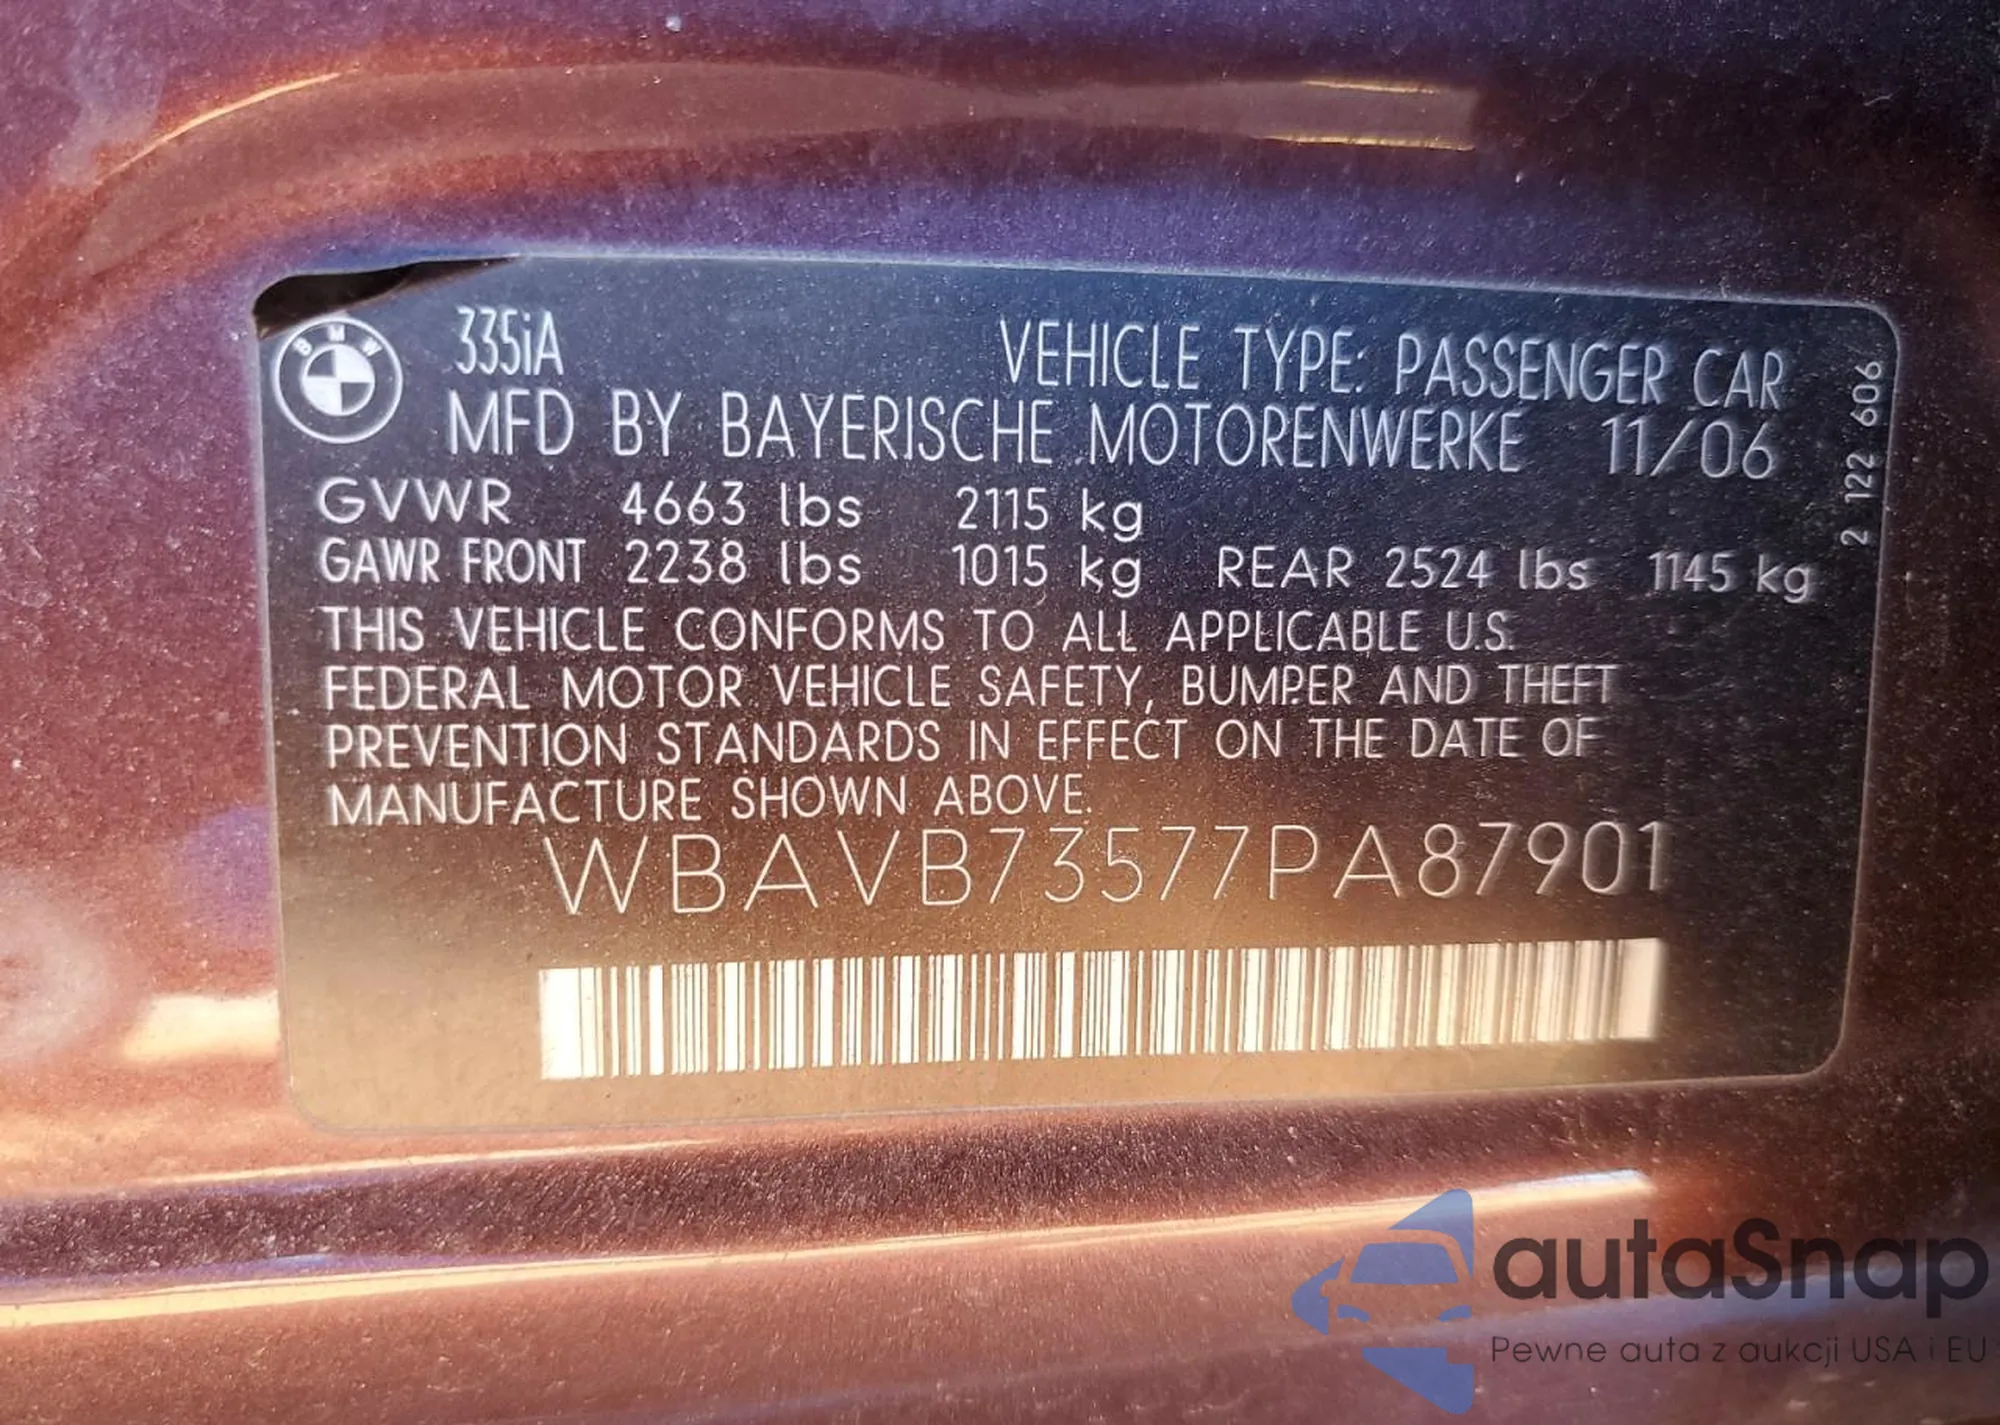 BMW
335iA
VEHICLE TYPE: PASSENGER CAR
MFD BY BAYERISCHE MOTORENWERKE 11/06
GVWR 4663 lbs 2115 kg
GAWR FRONT 2238 lbs 1015 kg REAR 2524 lbs 1145 kg
THIS VEHICLE CONFORMS TO ALL APPLICABLE U.S.
FEDERAL MOTOR VEHICLE SAFETY, BUMPER AND THEFT
PREVENTION STANDARDS IN EFFECT ON THE DATE OF
MANUFACTURE SHOWN ABOVE.
WBAVB73577PA87901
2 122 606
autaSnap
Pewne auta z aukcji USA i EU